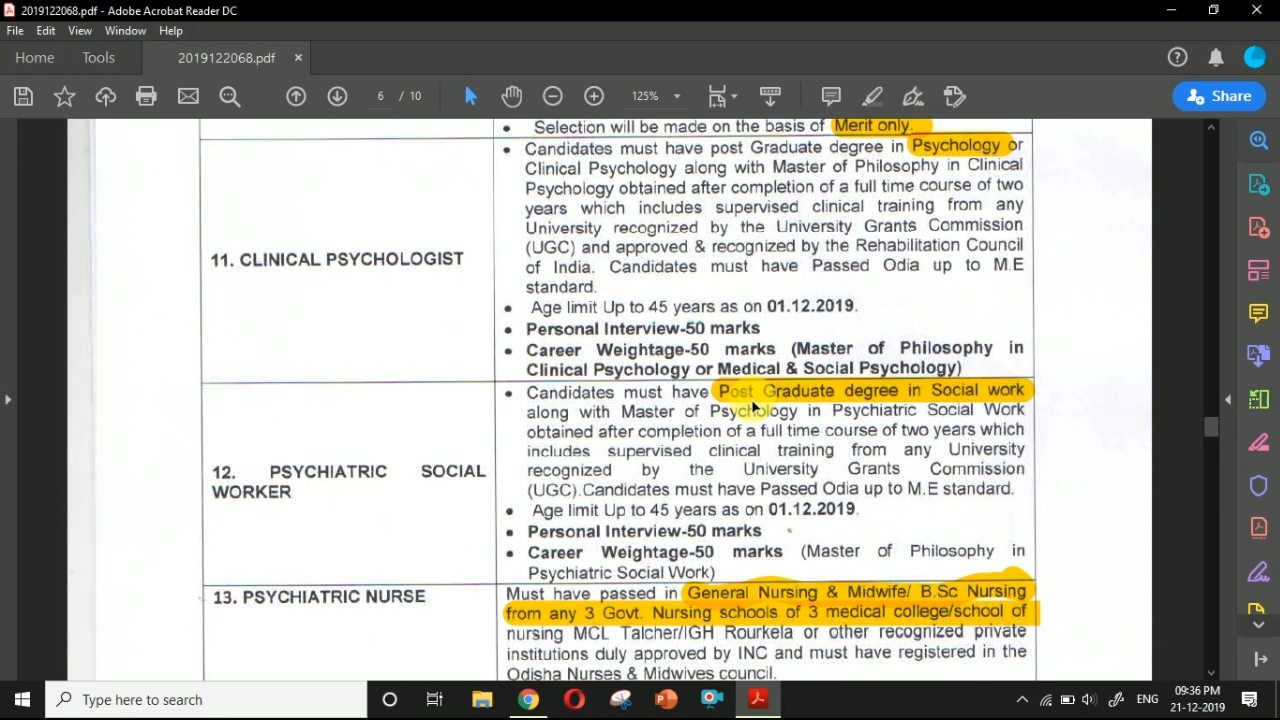 2019122068.pdf - Adobe Acrobat Reader DC
File Edit View Window Help
Home Tools 2019122068.pdf ×
6 / 10 125% Share
• Selection will be made on the basis of Merit only.
11. CLINICAL PSYCHOLOGIST
• Candidates must have post Graduate degree in Psychology or
Clinical Psychology along with Master of Philosophy in Clinical
Psychology obtained after completion of a full time course of two
years which includes supervised clinical training from any
University recognized by the University Grants Commission
(UGC) and approved & recognized by the Rehabilitation Council
of India. Candidates must have Passed Odia up to M.E
standard.
• Age limit Up to 45 years as on 01.12.2019.
• Personal Interview-50 marks
• Career Weightage-50 marks (Master of Philosophy in
Clinical Psychology or Medical & Social Psychology)
12. PSYCHIATRIC SOCIAL
WORKER
• Candidates must have Post Graduate degree in Social work
along with Master of Psychology in Psychiatric Social Work
obtained after completion of a full time course of two years which
includes supervised clinical training from any University
recognized by the University Grants Commission
(UGC).Candidates must have Passed Odia up to M.E standard.
• Age limit Up to 45 years as on 01.12.2019.
• Personal Interview-50 marks
• Career Weightage-50 marks (Master of Philosophy in
Psychiatric Social Work)
13. PSYCHIATRIC NURSE
Must have passed in General Nursing & Midwife/ B.Sc Nursing
from any 3 Govt. Nursing schools of 3 medical college/school of
nursing MCL Talcher/IGH Rourkela or other recognized private
institutions duly approved by INC and must have registered in the
Odisha Nurses & Midwives council.
Type here to search
ENG
09:36 PM
21-12-2019